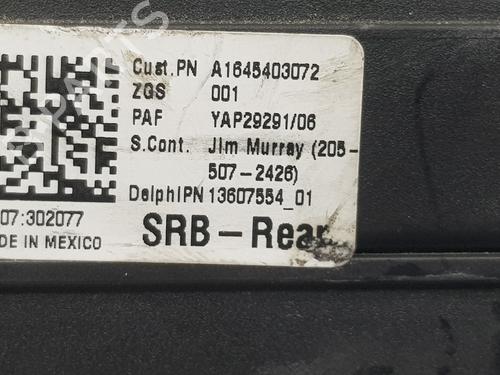 Cust.PN A1645403072
ZGS 001
PAF YAP29291/06
S.Cont. Jim Murray (205-
507-2426)
DelphiPN 13607554_01
07:302077
DE IN MEXICO
SRB-Rear